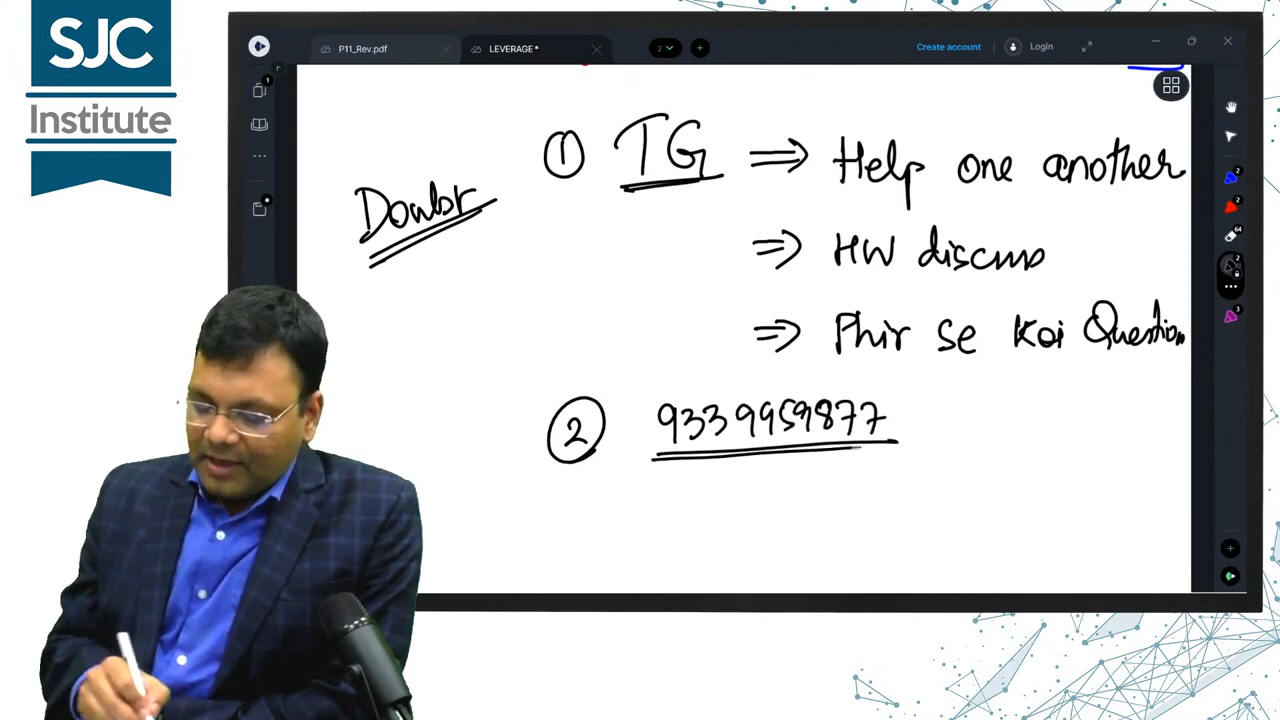 SJC
Institute
P11_Rev.pdf
LEVERAGE*
2
Create account
Login
Doubt
① TG ⇒ Help one another
⇒ HW discuss
⇒ Phir se Koi Question
② 9339959877